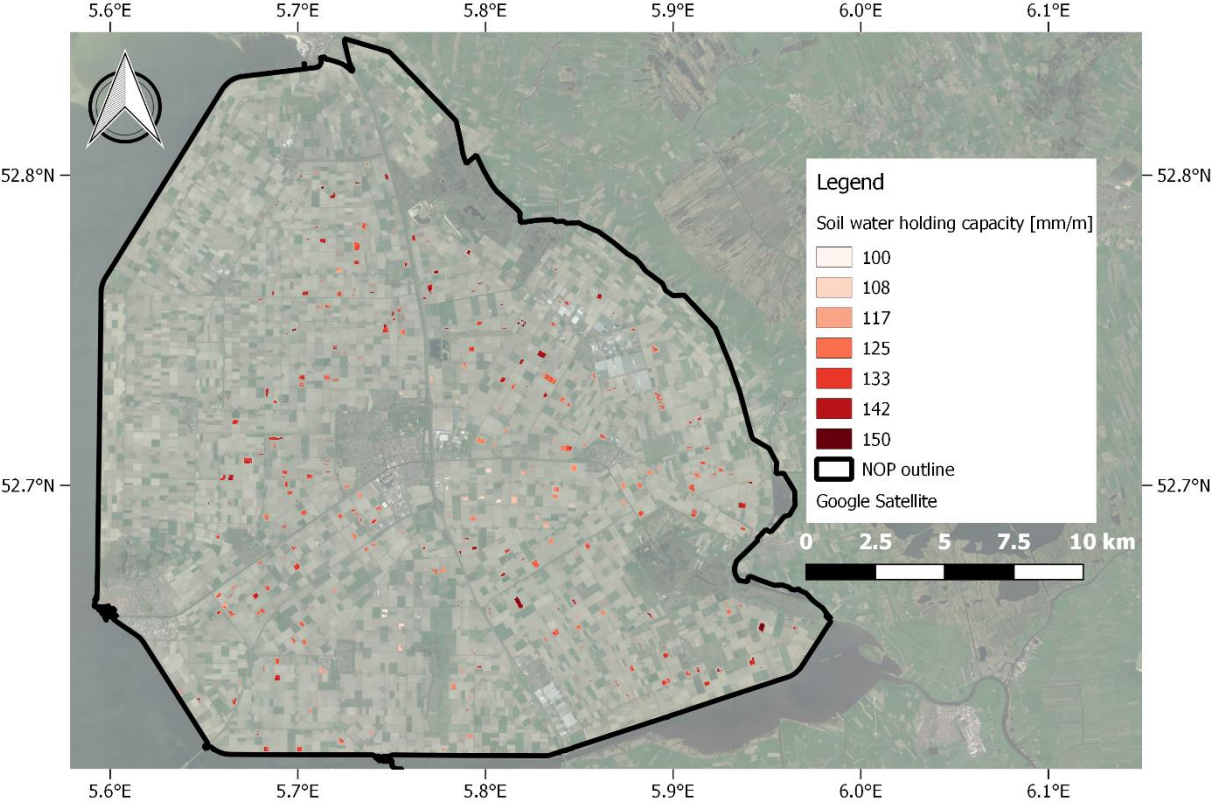 5.6°E 5.7°E 5.8°E 5.9°E 6.0°E 6.1°E
52.8°N 52.8°N
Legend
Soil water holding capacity [mm/m]
100
108
117
125
133
142
150
NOP outline
Google Satellite
52.7°N 52.7°N
0 2.5 5 7.5 10 km
5.6°E 5.7°E 5.8°E 5.9°E 6.0°E 6.1°E